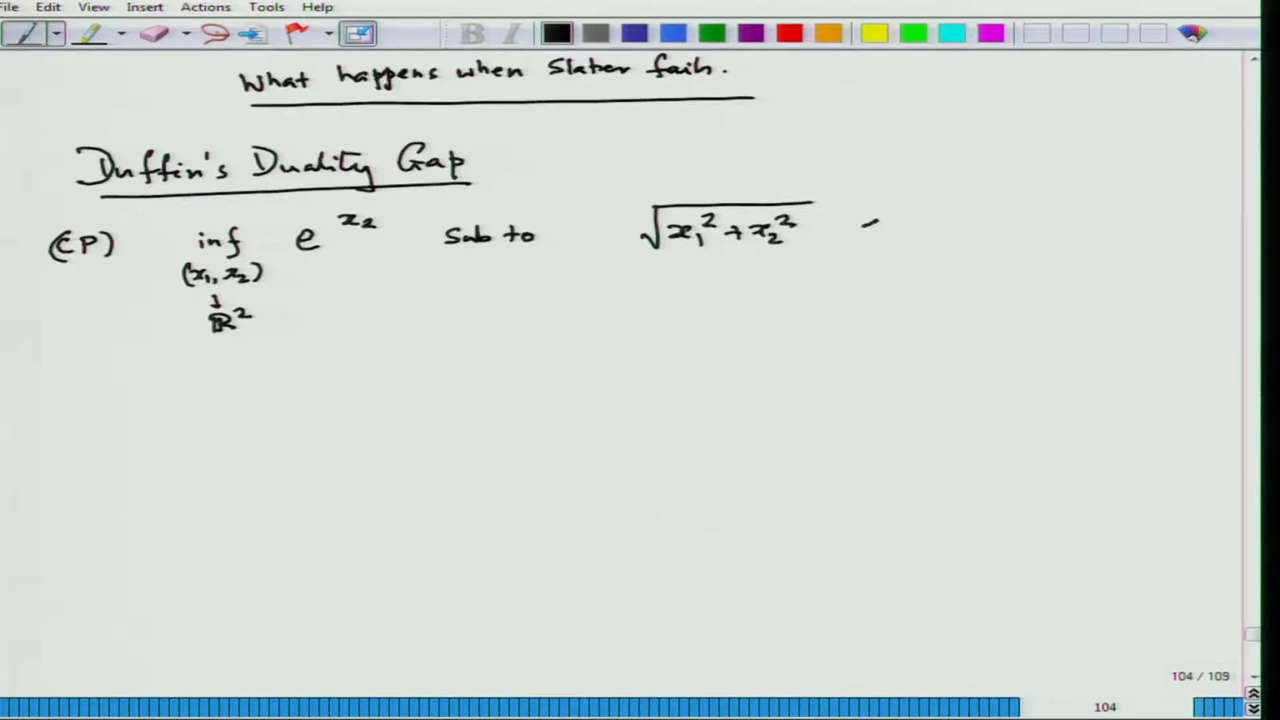 File Edit View Insert Actions Tools Help
B I
What happens when Slater fails.
Duffin's Duality Gap
(CP) inf e^{x_2} Sub to √(x_1^2 + x_2^2) -
(x_1, x_2)
↓
ℝ^2
104 / 109
104